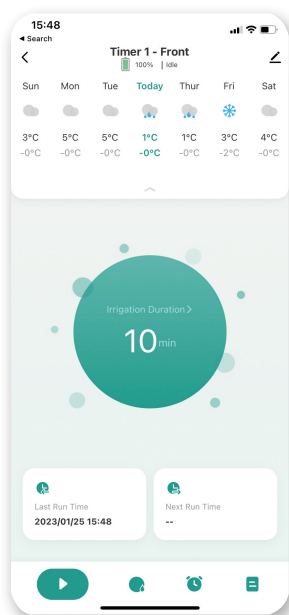 15:48
◄ Search
Timer 1 - Front
100% | Idle
Sun Mon Tue Today Thur Fri Sat
3°C 5°C 5°C 1°C 1°C 3°C 4°C
-0°C -0°C -0°C -0°C -0°C -2°C -0°C
Irrigation Duration >
10 min
Last Run Time Next Run Time
2023/01/25 15:48 --